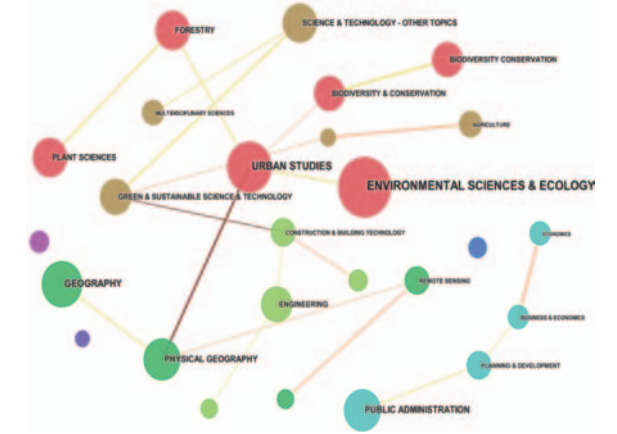 SCIENCE & TECHNOLOGY - OTHER TOPICS
FORESTRY
BIODIVERSITY CONSERVATION
BIODIVERSITY & CONSERVATION
MULTIDISCIPLINARY SCIENCES
AGRICULTURE
PLANT SCIENCES
URBAN STUDIES
ENVIRONMENTAL SCIENCES & ECOLOGY
GREEN & SUSTAINABLE SCIENCE & TECHNOLOGY
CONSTRUCTION & BUILDING TECHNOLOGY
ECONOMICS
GEOGRAPHY
REMOTE SENSING
ENGINEERING
BUSINESS & ECONOMICS
PHYSICAL GEOGRAPHY
PLANNING & DEVELOPMENT
PUBLIC ADMINISTRATION